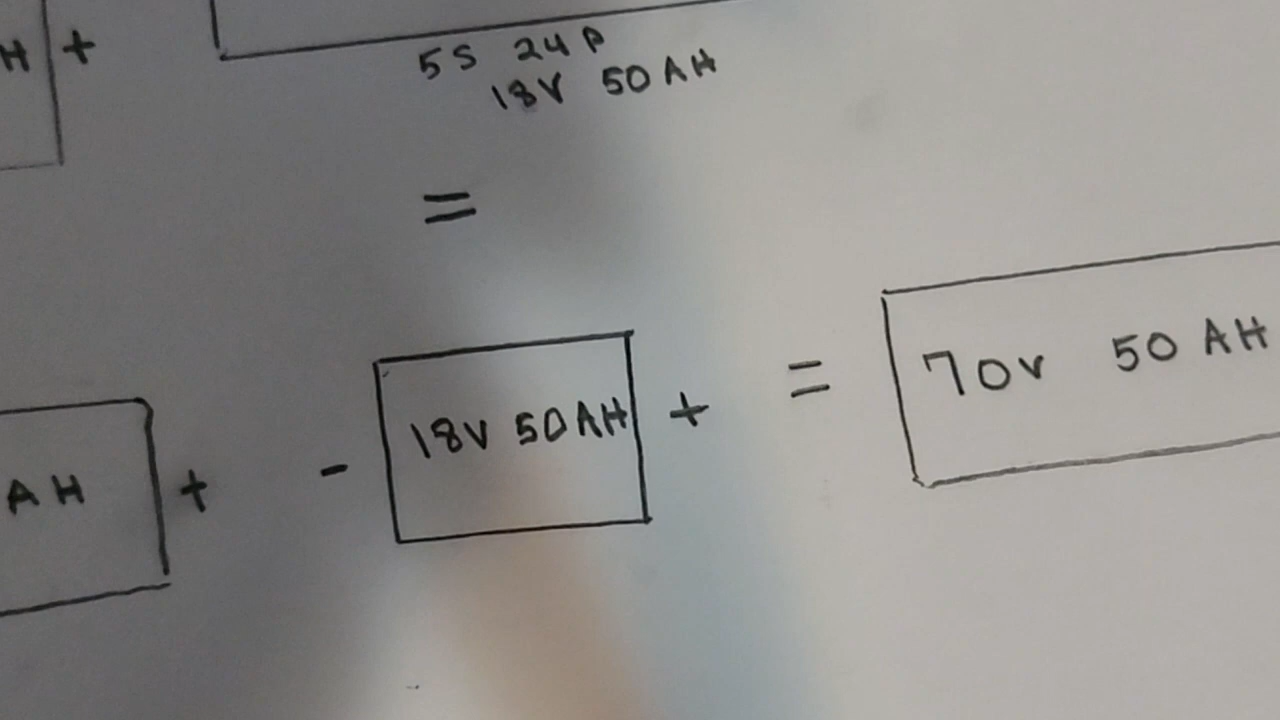 H +
5S 24P
18V 50AH
=
AH +
- 18V 50AH + = 70V 50 AH